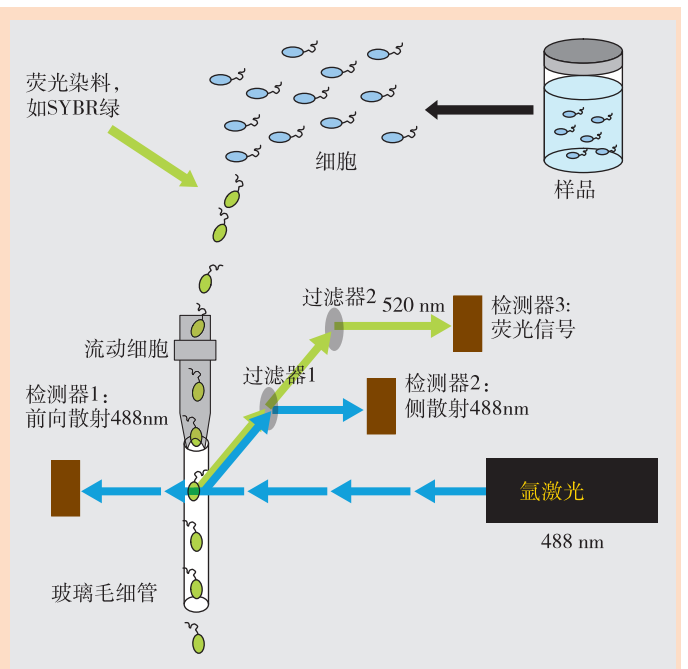 荧光染料，
如SYBR绿
细胞
样品
过滤器2
520 nm
检测器3：
荧光信号
流动细胞
过滤器1
检测器1：
前向散射488nm
检测器2：
侧散射488nm
氩激光
488 nm
玻璃毛细管